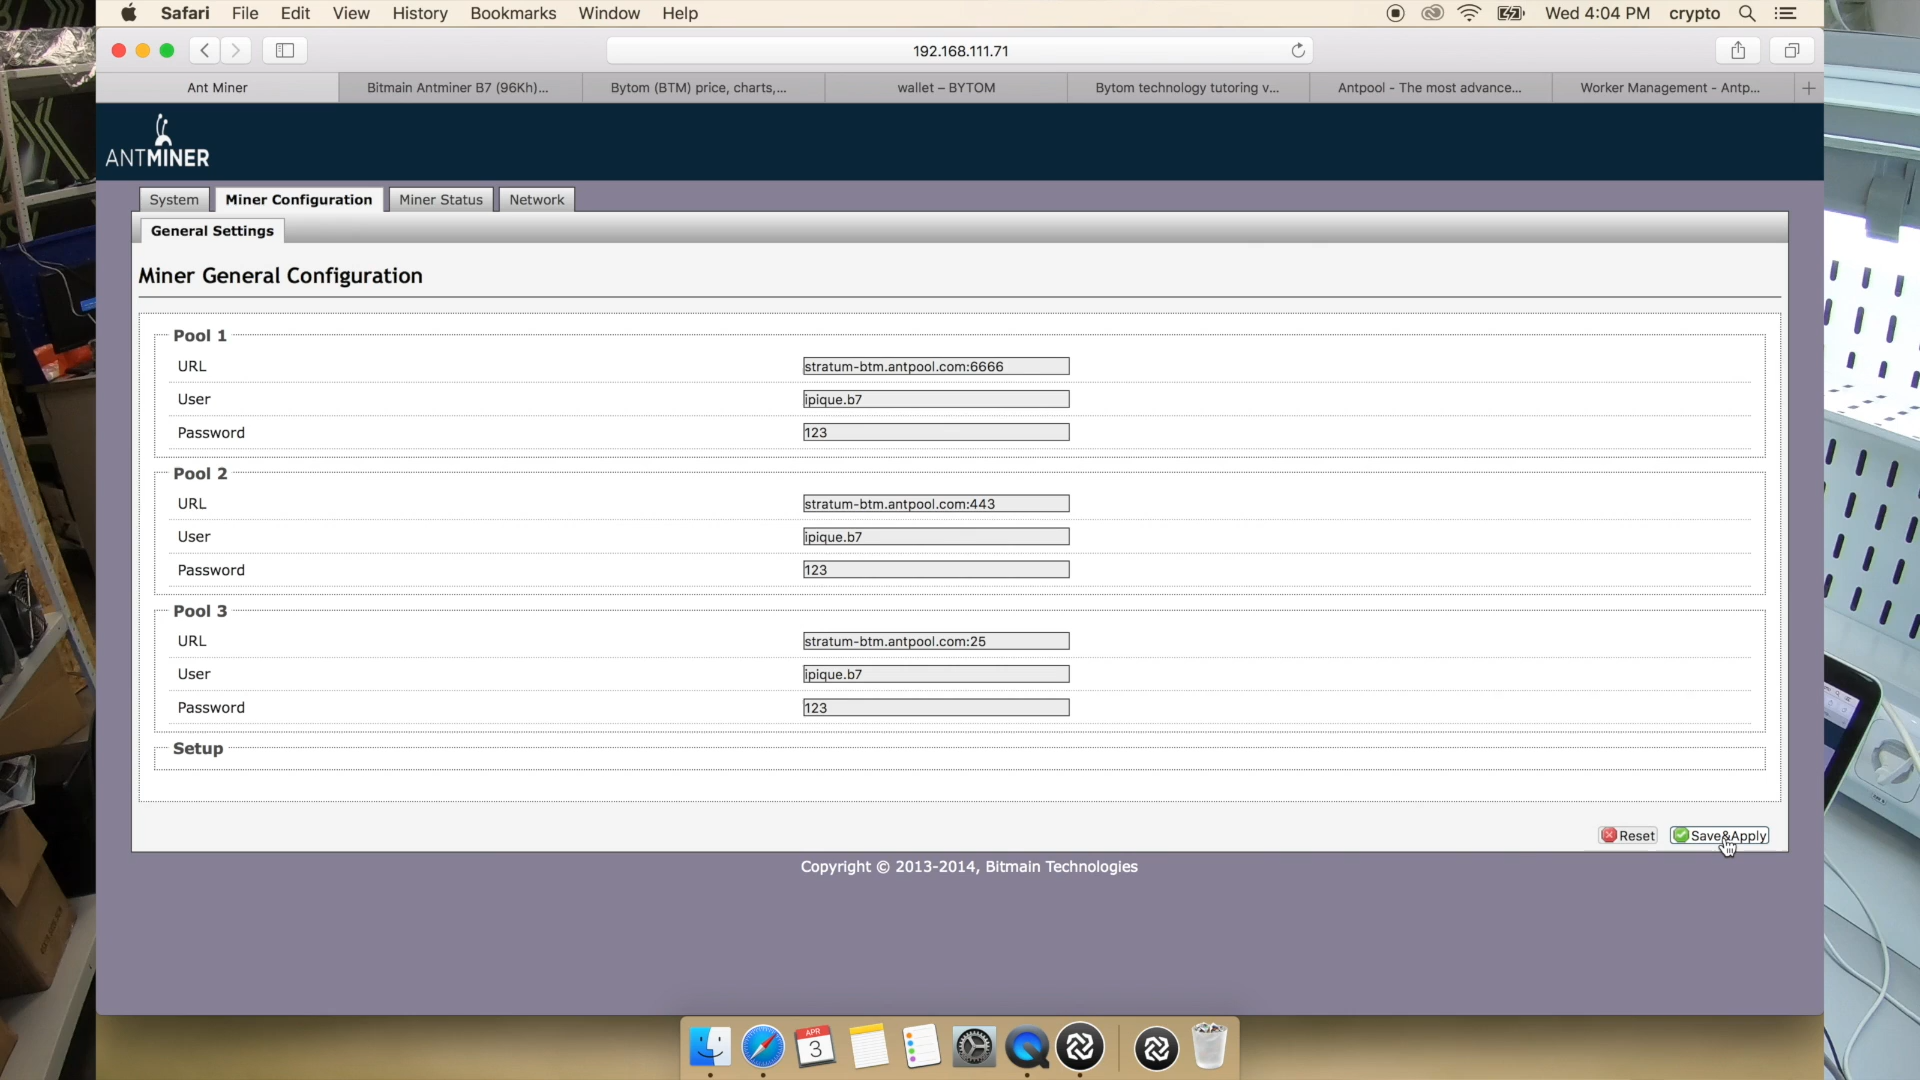 Safari File Edit View History Bookmarks Window Help Wed 4:04 PM crypto
192.168.111.71
Ant Miner Bitmain Antminer B7 (96Kh)... Bytom (BTM) price, charts,... wallet – BYTOM Bytom technology tutoring v... Antpool - The most advance... Worker Management - Antp...
ANTMINER
System Miner Configuration Miner Status Network
General Settings
Miner General Configuration
Pool 1
URL stratum-btm.antpool.com:6666
User ipique.b7
Password 123
Pool 2
URL stratum-btm.antpool.com:443
User ipique.b7
Password 123
Pool 3
URL stratum-btm.antpool.com:25
User ipique.b7
Password 123
Setup
Reset Save&Apply
Copyright © 2013-2014, Bitmain Technologies
APR
3